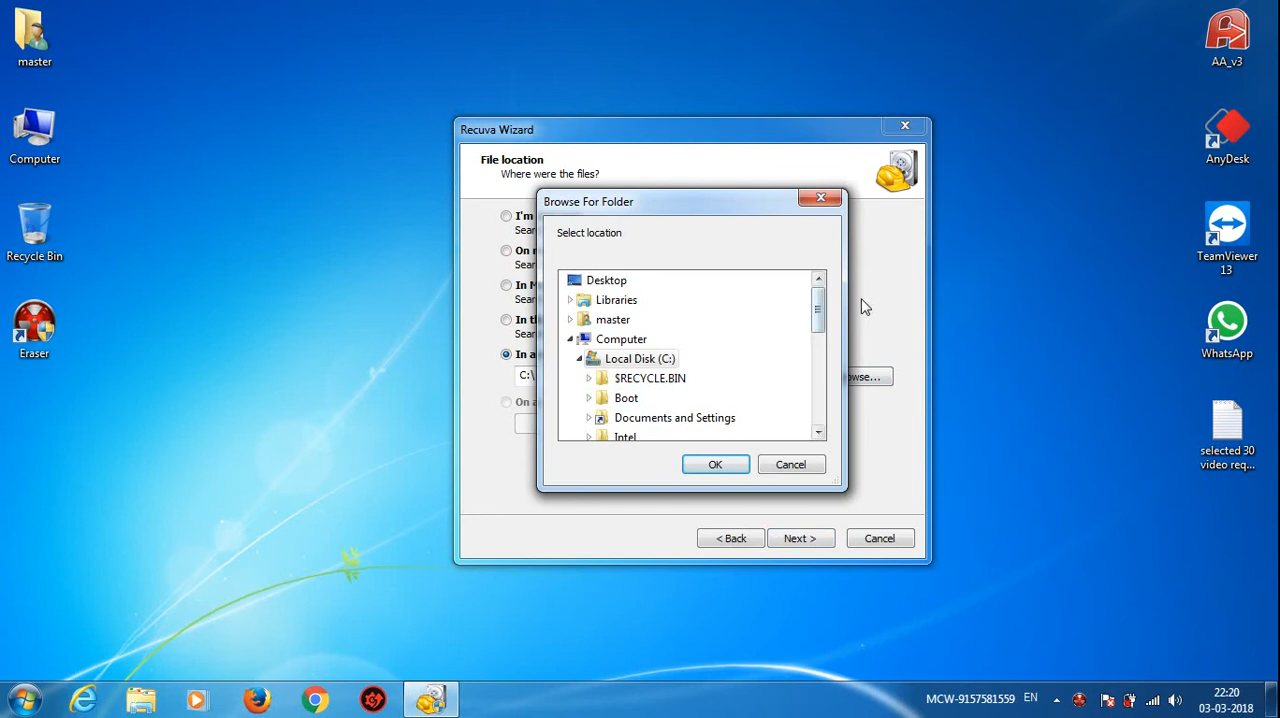 master
Computer
Recycle Bin
Eraser
AA_v3
AnyDesk
TeamViewer
13
WhatsApp
selected 30
video req...
Recuva Wizard
File location
Where were the files?
I'm
Sear
On
Sear
In
Sear
In th
Sear
In a
C:\
On a
Browse For Folder
Select location
Desktop
Libraries
master
Computer
Local Disk (C:)
$RECYCLE.BIN
Boot
Documents and Settings
Intel
OK
Cancel
owse...
< Back
Next >
Cancel
MCW-9157581559
EN
22:20
03-03-2018